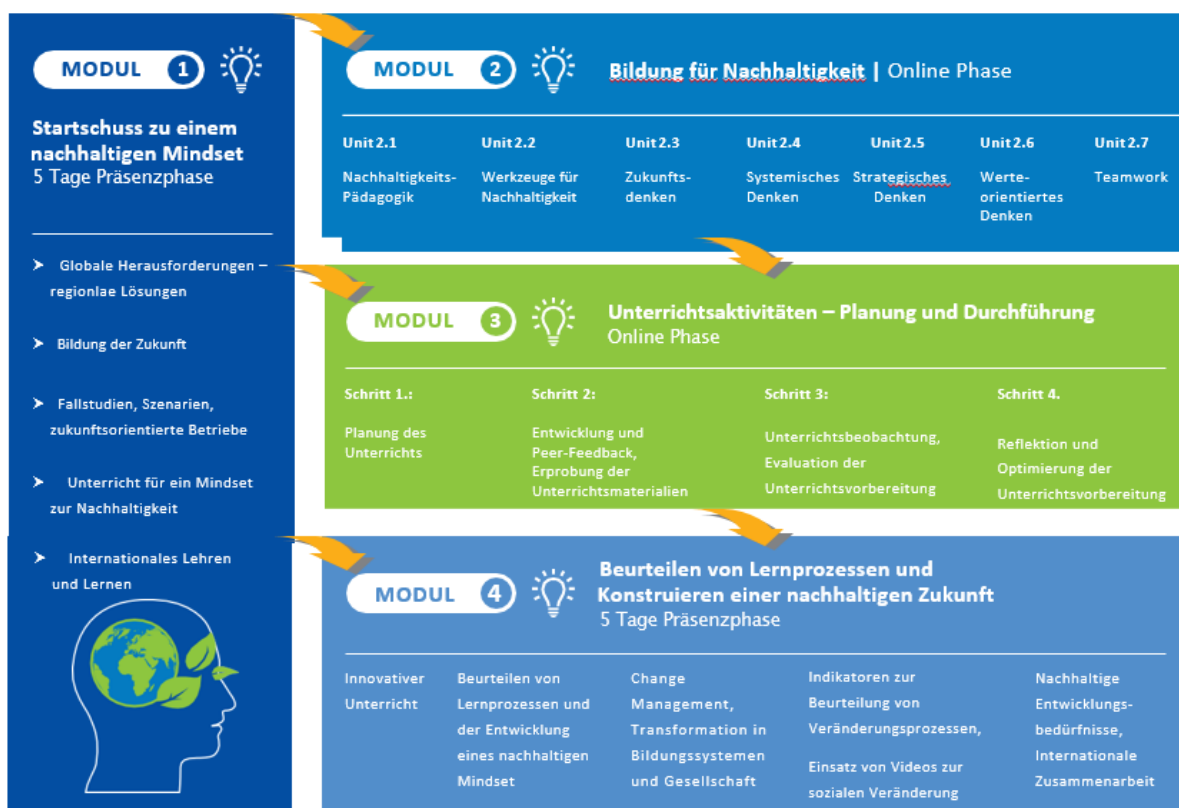 MODUL 1
Startschuss zu einem
nachhaltigen Mindset
5 Tage Präsenzphase
➤ Globale Herausforderungen –
regionlae Lösungen
➤ Bildung der Zukunft
➤ Fallstudien, Szenarien,
zukunftsorientierte Betriebe
➤ Unterricht für ein Mindset
zur Nachhaltigkeit
➤ Internationales Lehren
und Lernen
MODUL 2
Bildung für Nachhaltigkeit | Online Phase
Unit 2.1
Nachhaltigkeits-
Pädagogik
Unit 2.2
Werkzeuge für
Nachhaltigkeit
Unit 2.3
Zukunfts-
denken
Unit 2.4
Systemisches
Denken
Unit 2.5
Strategisches
Denken
Unit 2.6
Werte-
orientiertes
Denken
Unit 2.7
Teamwork
MODUL 3
Unterrichtsaktivitäten – Planung und Durchführung
Online Phase
Schritt 1.:
Planung des
Unterrichts
Schritt 2:
Entwicklung und
Peer-Feedback,
Erprobung der
Unterrichtsmaterialien
Schritt 3:
Unterrichtsbeobachtung,
Evaluation der
Unterrichtsvorbereitung
Schritt 4.
Reflektion und
Optimierung der
Unterrichtsvorbereitung
MODUL 4
Beurteilen von Lernprozessen und
Konstruieren einer nachhaltigen Zukunft
5 Tage Präsenzphase
Innovativer
Unterricht
Beurteilen von
Lernprozessen und
der Entwicklung
eines nachhaltigen
Mindset
Change
Management,
Transformation in
Bildungssystemen
und Gesellschaft
Indikatoren zur
Beurteilung von
Veränderungsprozessen,
Einsatz von Videos zur
sozialen Veränderung
Nachhaltige
Entwicklungs-
bedürfnisse,
Internationale
Zusammenarbeit